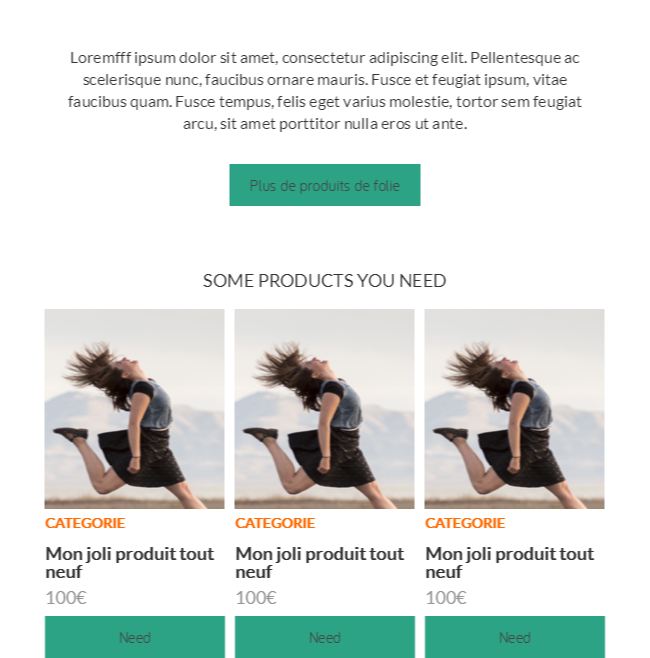 Loremfff ipsum dolor sit amet, consectetur adipiscing elit. Pellentesque ac
scelerisque nunc, faucibus ornare mauris. Fusce et feugiat ipsum, vitae
faucibus quam. Fusce tempus, felis eget varius molestie, tortor sem feugiat
arcu, sit amet porttitor nulla eros ut ante.
Plus de produits de folie
SOME PRODUCTS YOU NEED
CATEGORIE
Mon joli produit tout
neuf
100€
Need
CATEGORIE
Mon joli produit tout
neuf
100€
Need
CATEGORIE
Mon joli produit tout
neuf
100€
Need